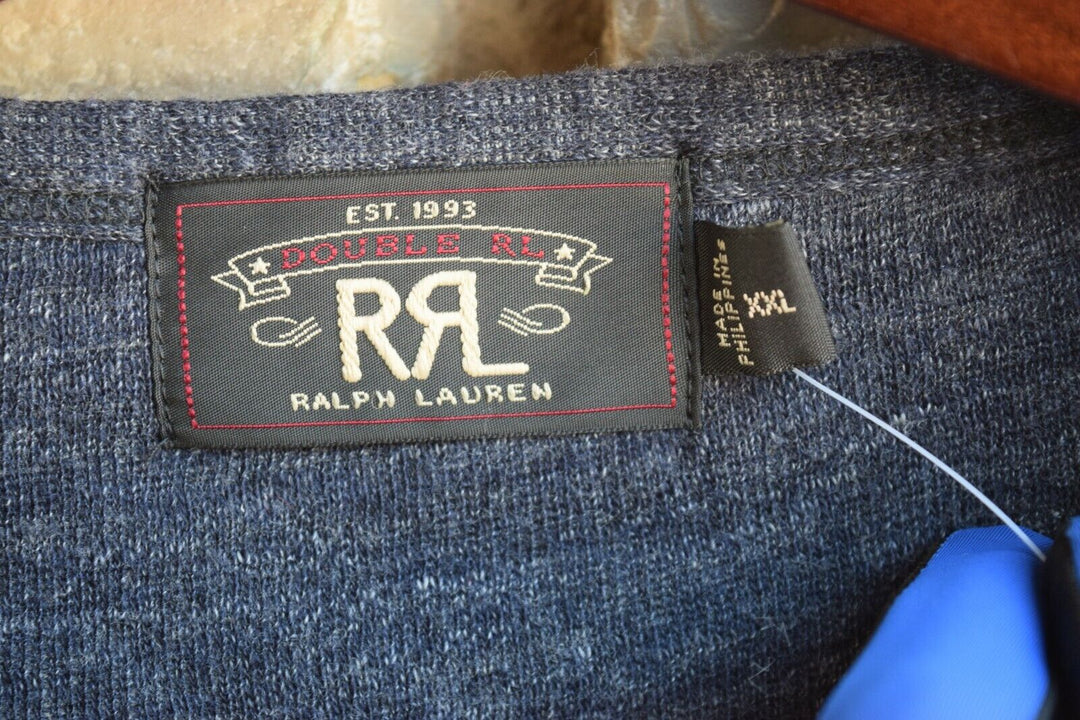 EST. 1993
DOUBLE RL
RRL
RALPH LAUREN
MADE IN
PHILIPPINES
XXL